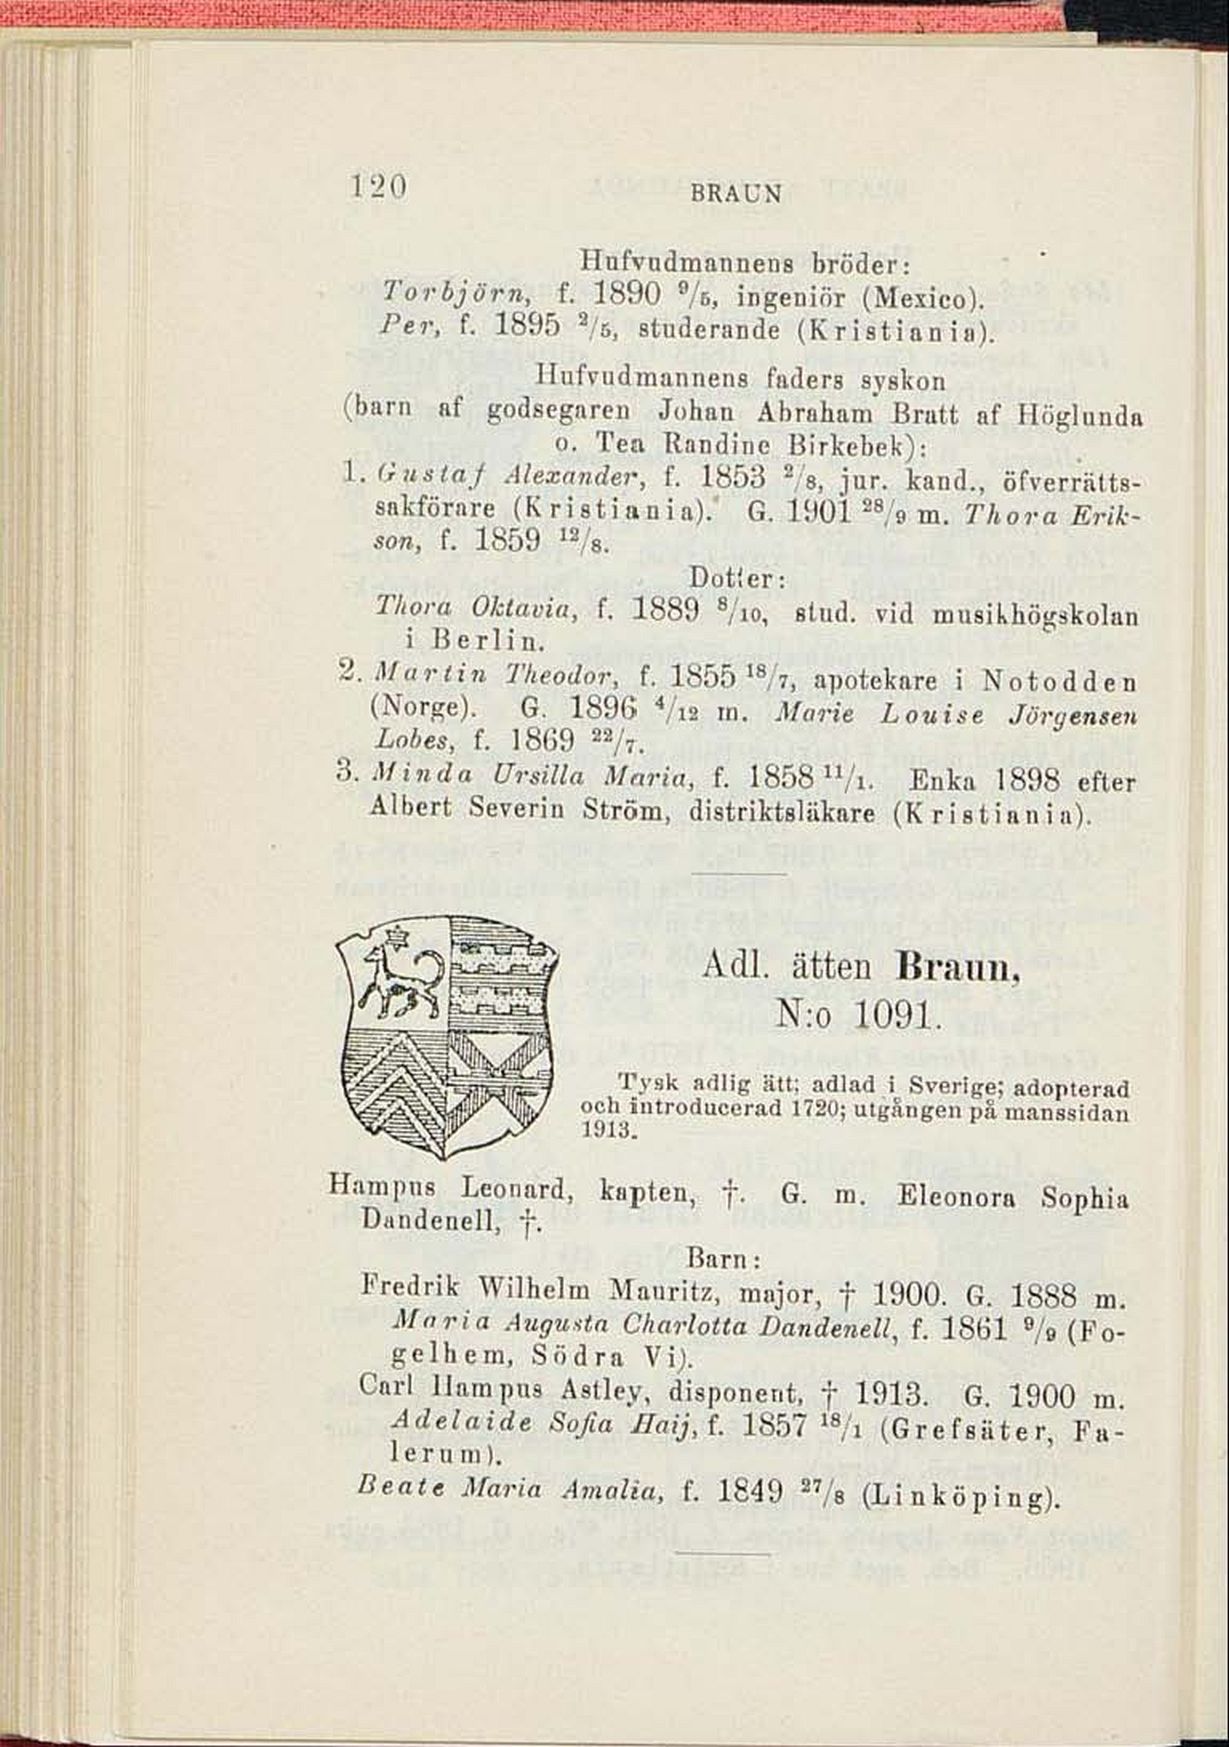 120
BRAUN
Hufvudmannens bröder:
Torbjörn, f. 1890 9/5, ingeniör (Mexico).
Per, f. 1895 2/5, studerande (Kristiania).
Hufvudmannens faders syskon
(barn af godsegaren Johan Abraham Bratt af Höglunda
o. Tea Randine Birkebek):
1. Gustaf Alexander, f. 1853 2/8, jur. kand., öfverrätts-
sakförare (Kristiania). G. 1901 28/9 m. Thora Erik-
son, f. 1859 12/8.
Dotter:
Thora Oktavia, f. 1889 8/10, stud. vid musikhögskolan
i Berlin.
2. Martin Theodor, f. 1855 18/7, apotekare i Notodden
(Norge). G. 1896 4/12 m. Marie Louise Jörgensen
Lobes, f. 1869 22/7.
3. Minda Ursilla Maria, f. 1858 11/1. Enka 1898 efter
Albert Severin Ström, distriktsläkare (Kristiania).
Adl. ätten Braun,
N:o 1091.
Tysk adlig ätt; adlad i Sverige; adopterad
och introducerad 1720; utgången på manssidan
1913.
Hampus Leonard, kapten, †. G. m. Eleonora Sophia
Dandenell, †.
Barn:
Fredrik Wilhelm Mauritz, major, † 1900. G. 1888 m.
Maria Augusta Charlotta Dandenell, f. 1861 9/9 (Fo-
gelhem, Södra Vi).
Carl Hampus Astley, disponent, † 1913. G. 1900 m.
Adelaide Sofia Haij, f. 1857 18/1 (Grefsäter, Fa-
lerum).
Beate Maria Amalia, f. 1849 27/8 (Linköping).